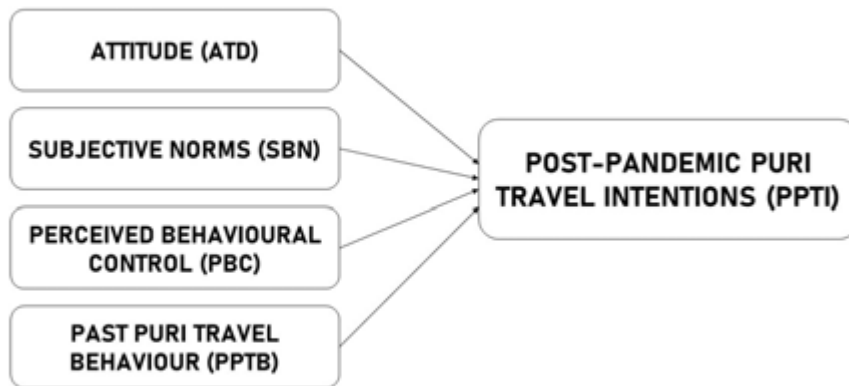 ATTITUDE (ATD)
SUBJECTIVE NORMS (SBN)
PERCEIVED BEHAVIOURAL
CONTROL (PBC)
PAST PURI TRAVEL
BEHAVIOUR (PPTB)
POST-PANDEMIC PURI
TRAVEL INTENTIONS (PPTI)